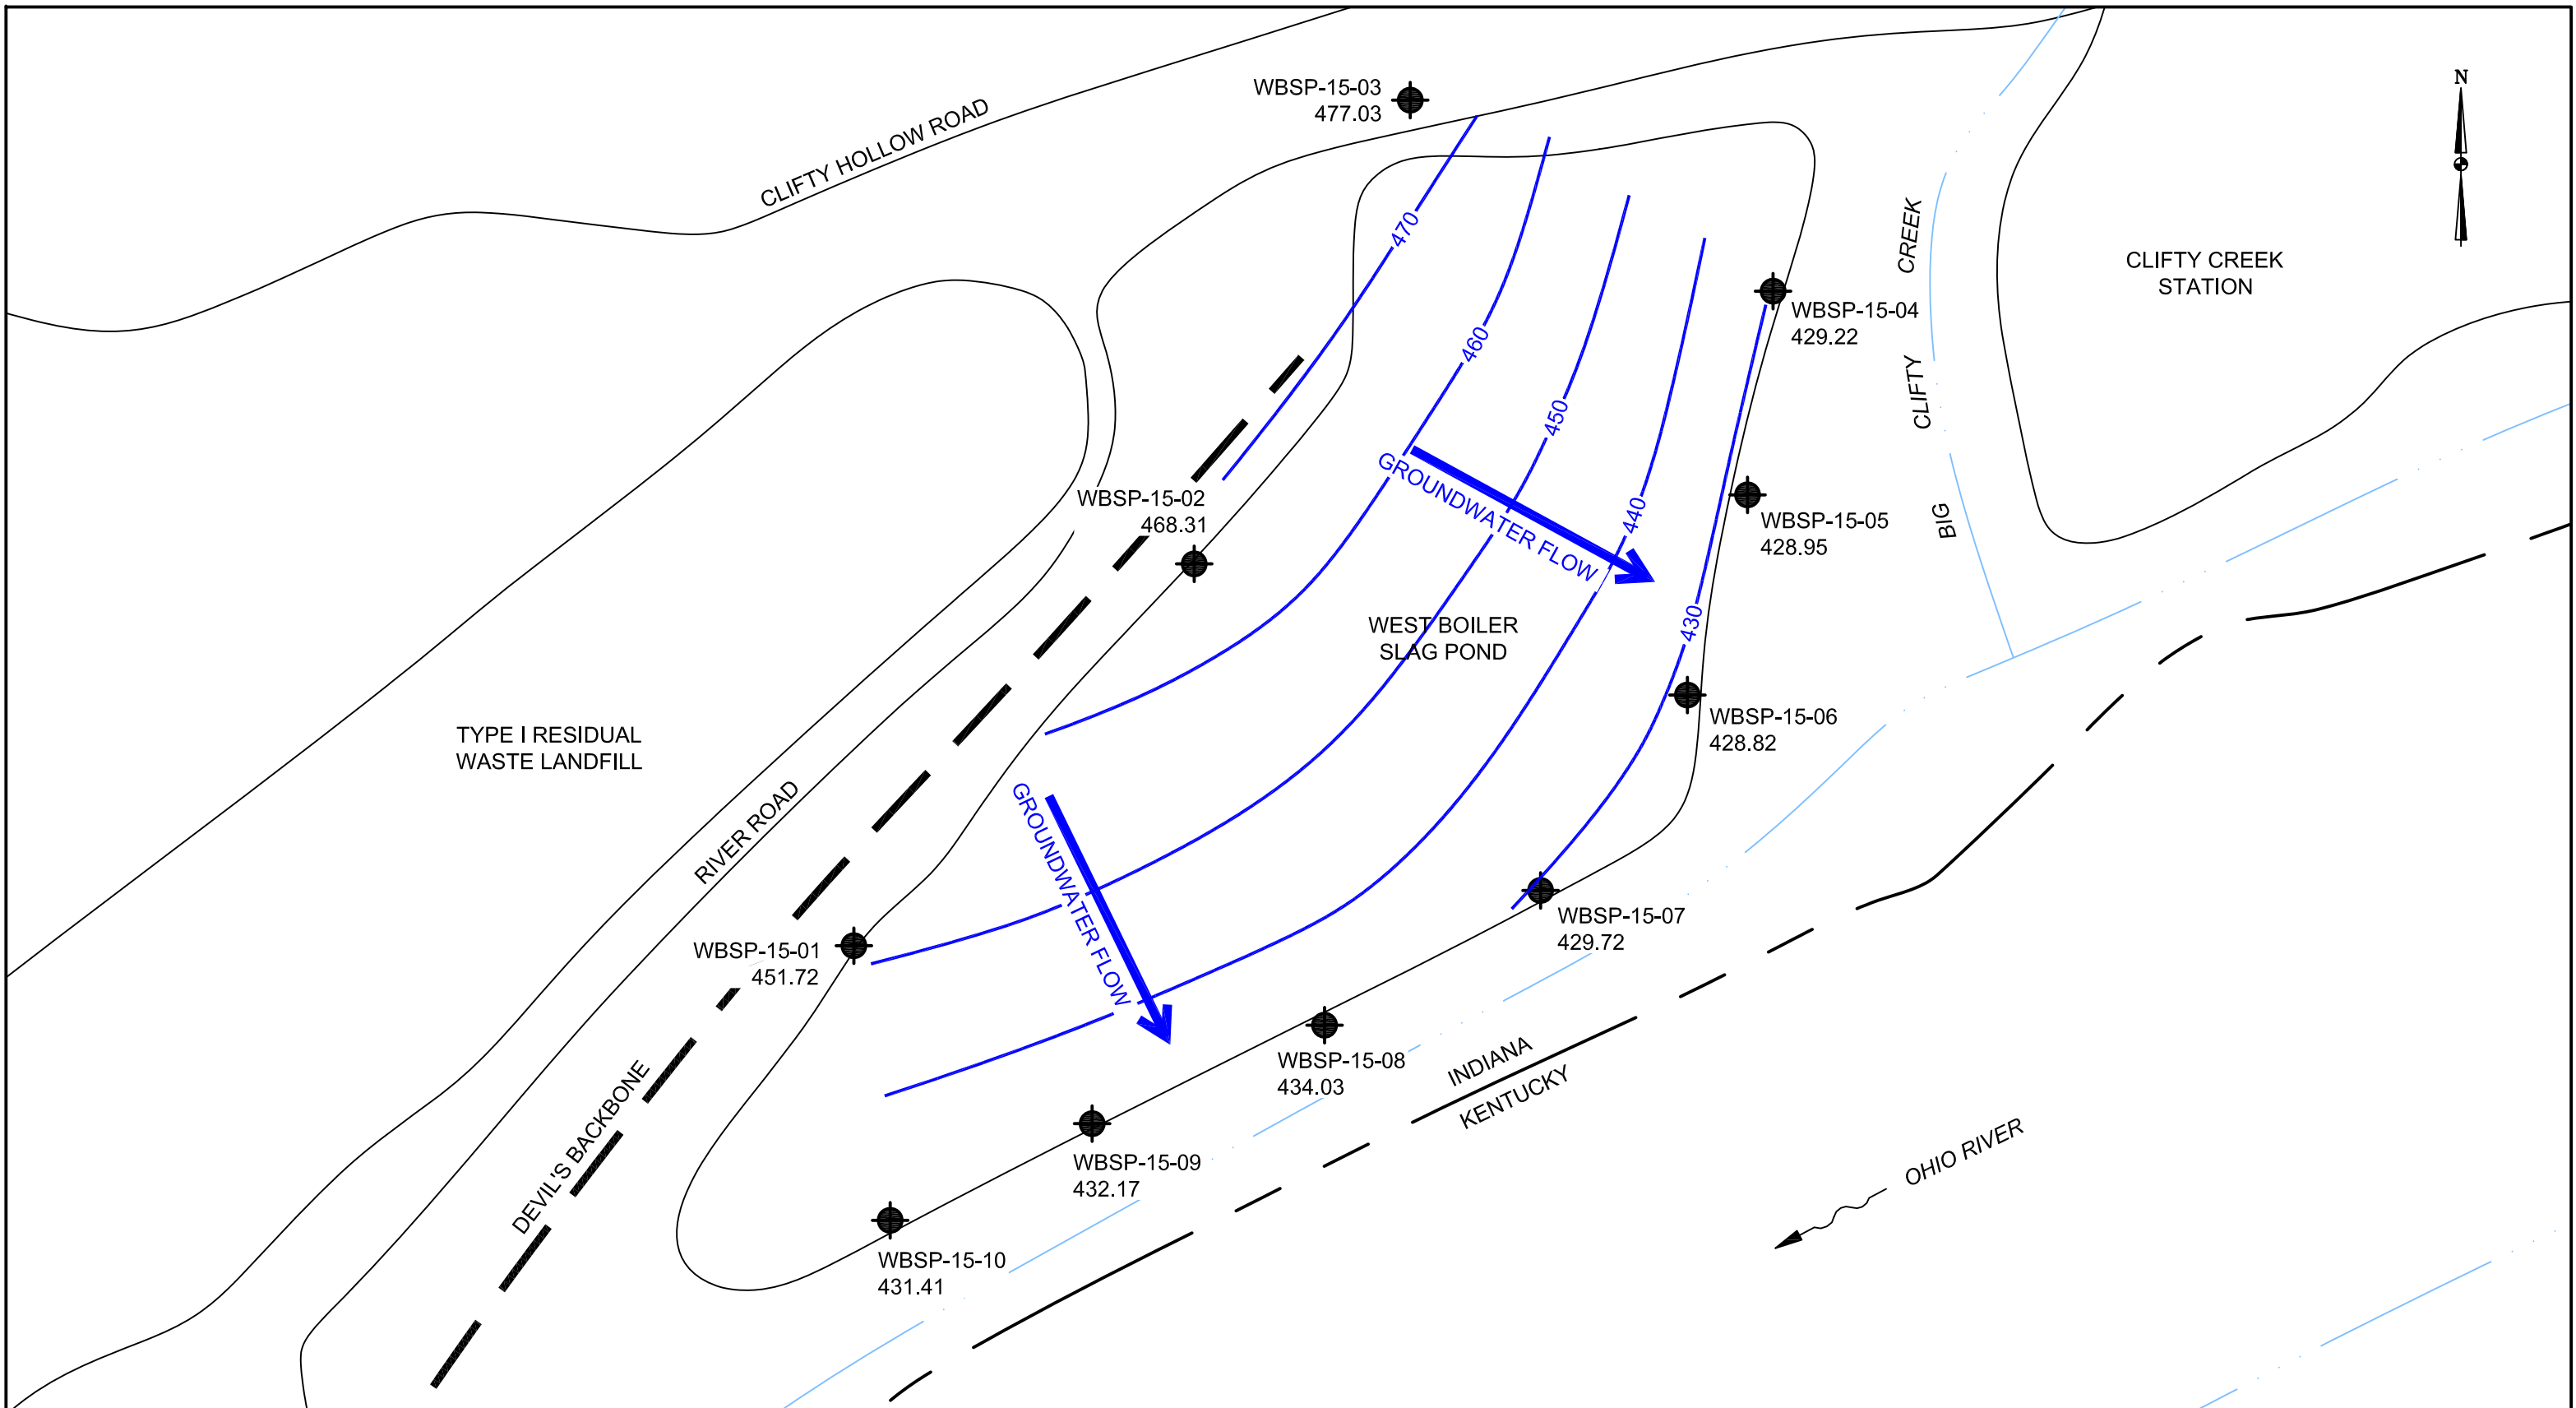 WBSP-15-03
477.03
N
CLIFTY HOLLOW ROAD
470
CREEK
CLIFTY
BIG
CLIFTY CREEK
STATION
WBSP-15-04
429.22
460
450
GROUNDWATER FLOW
WBSP-15-02
468.31
440
WBSP-15-05
428.95
430
WEST BOILER
SLAG POND
WBSP-15-06
428.82
TYPE I RESIDUAL
WASTE LANDFILL
RIVER ROAD
GROUNDWATER FLOW
WBSP-15-01
451.72
WBSP-15-07
429.72
WBSP-15-08
434.03
INDIANA
KENTUCKY
DEVIL'S BACKBONE
WBSP-15-09
432.17
OHIO RIVER
WBSP-15-10
431.41